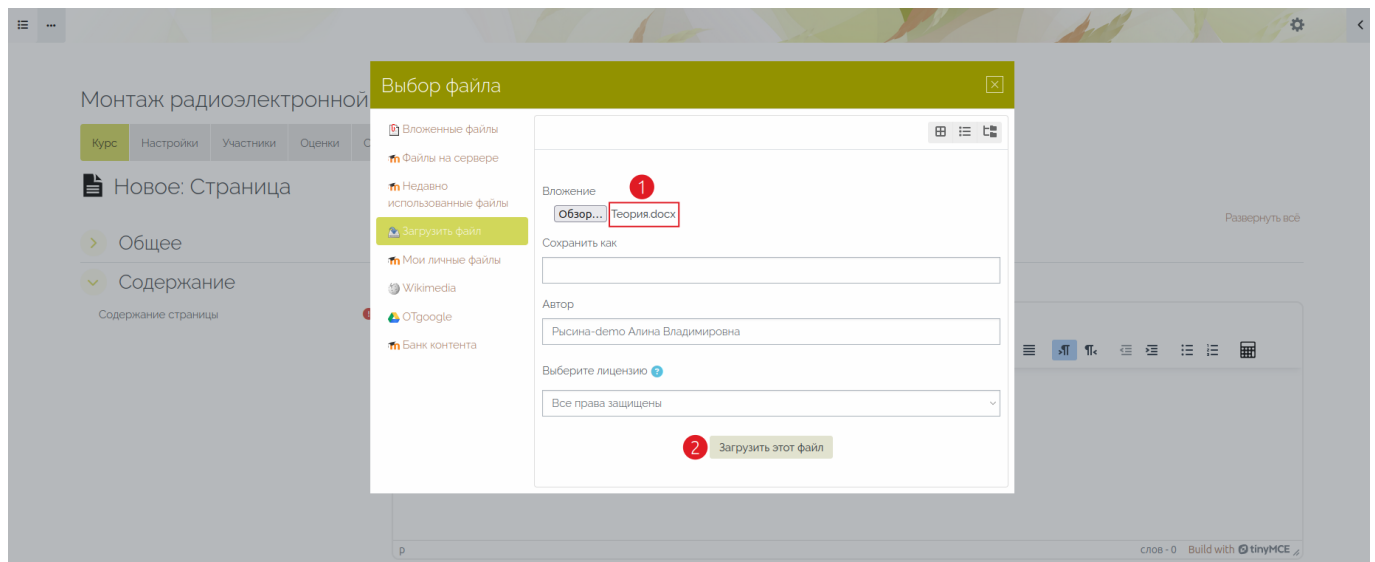 Выбор файла
Монтаж радиоэлектронной
Курс
Настройки
Участники
Оценки
Новое: Страница
Развернуть всё
Общее
Содержание
Содержание страницы
Вложенные файлы
Файлы на сервере
Недавно
использованные файлы
Загрузить файл
Мои личные файлы
Wikimedia
OTgoogle
Банк контента
Вложение
1
Обзор... Теория.docx
Сохранить как
Автор
Рысина-demo Алина Владимировна
Выберите лицензию ?
Все права защищены
2 Загрузить этот файл
p
слов - 0 Build with tinyMCE